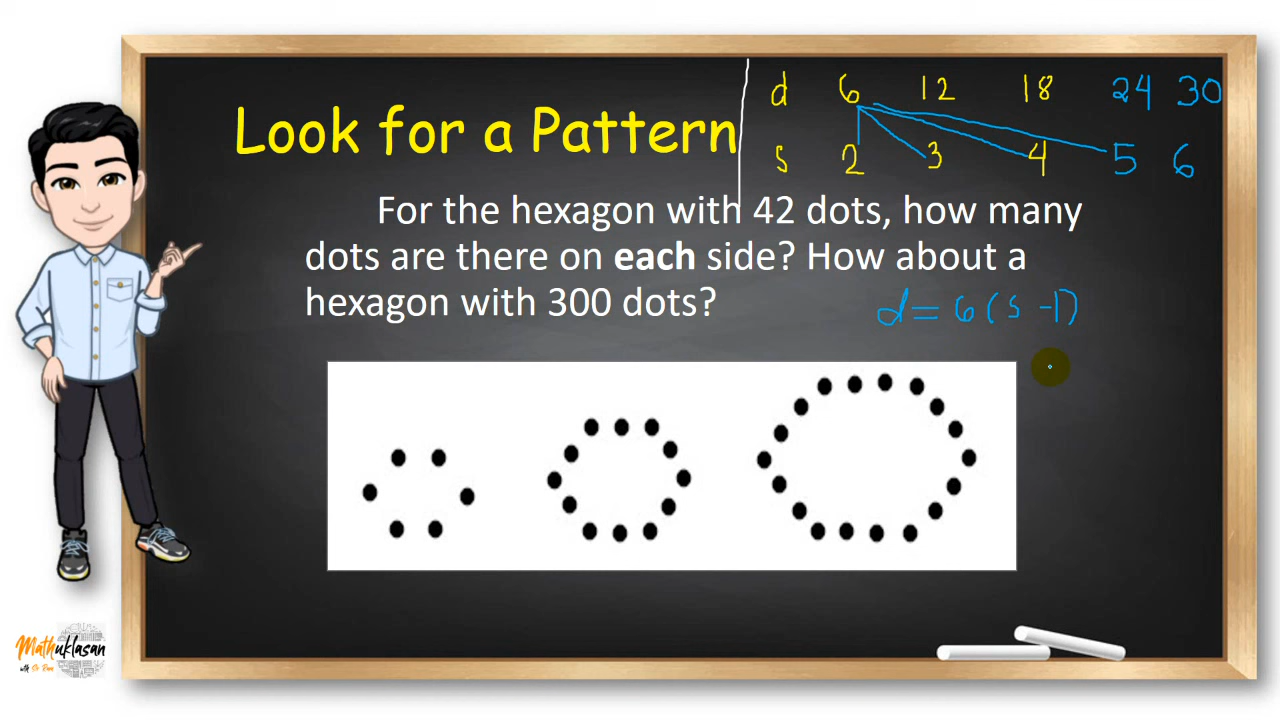 d 6 12 18 24 30
Look for a Pattern
s 2 3 4 5 6
For the hexagon with 42 dots, how many
dots are there on each side? How about a
hexagon with 300 dots?
d = 6 ( s - 1 )
Mathuklasan